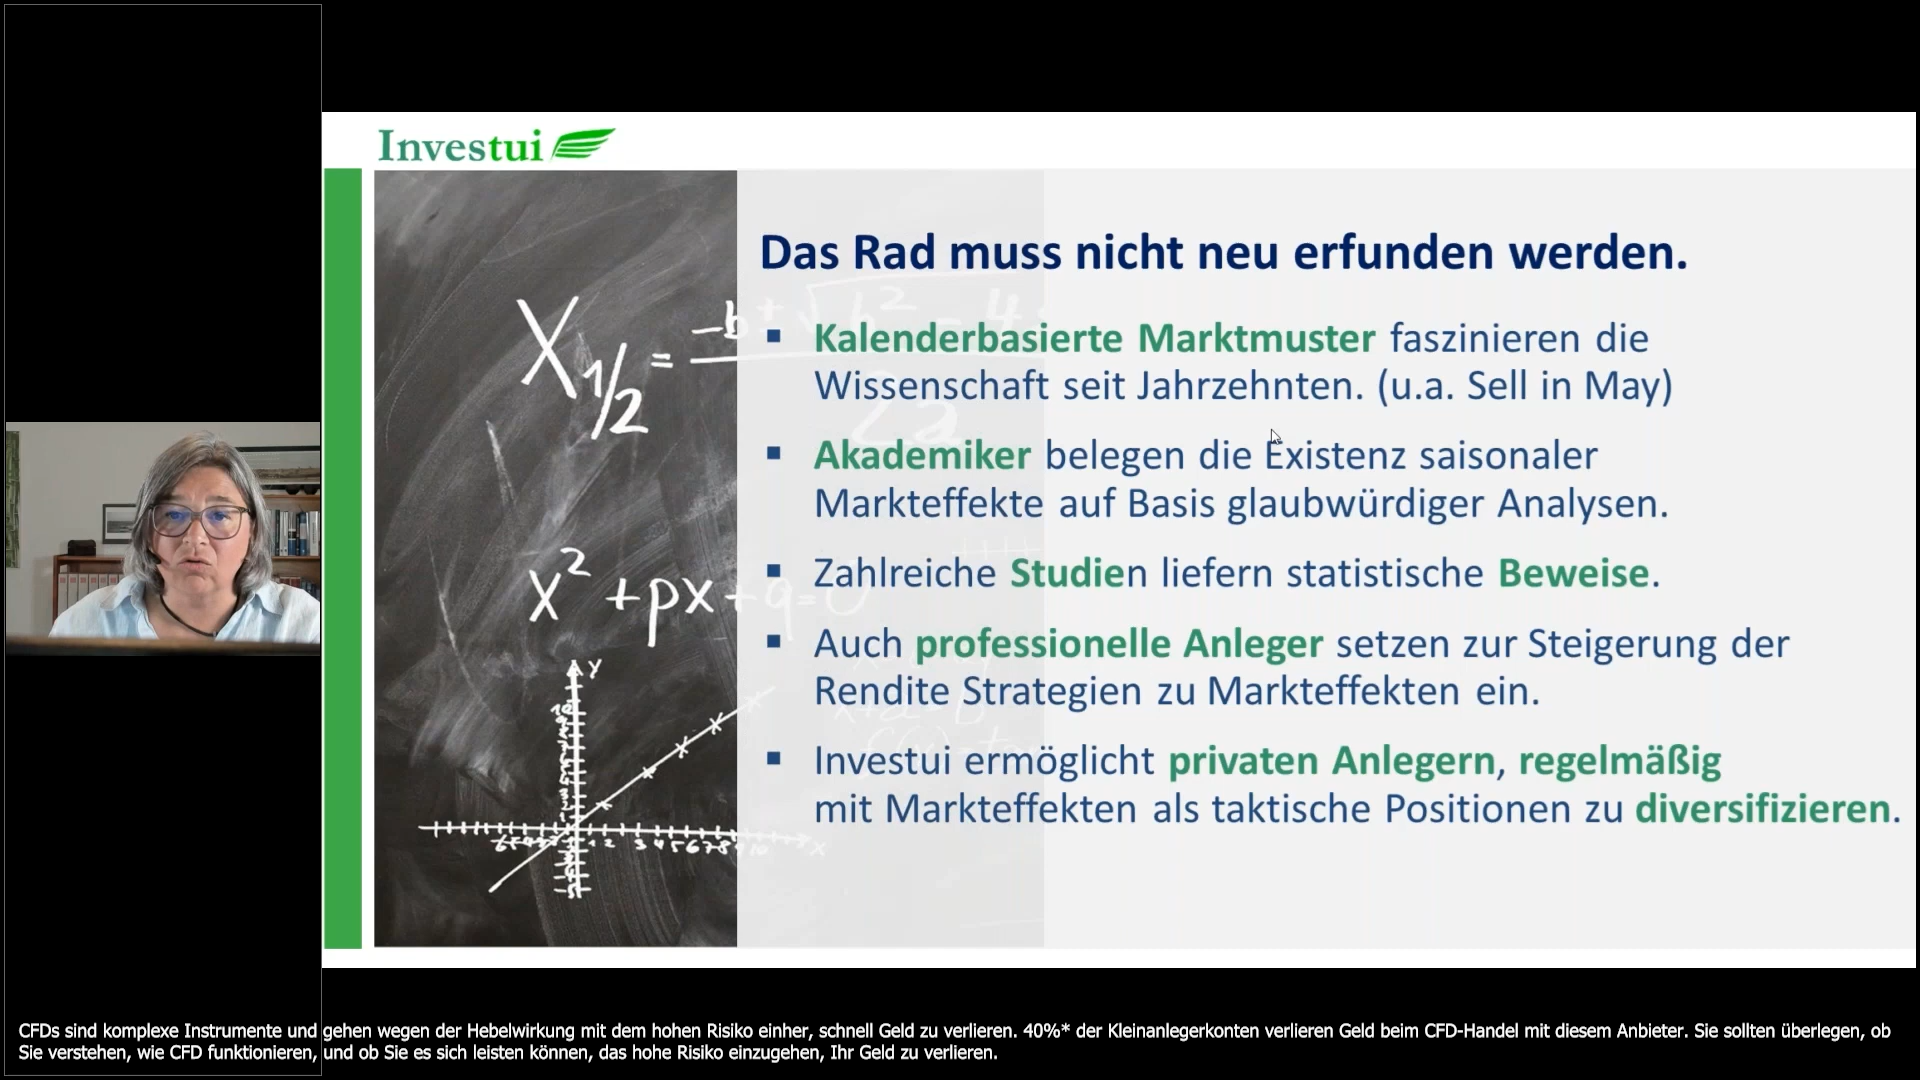 Investui
Das Rad muss nicht neu erfunden werden.
▪ Kalenderbasierte Marktmuster faszinieren die
Wissenschaft seit Jahrzehnten. (u.a. Sell in May)
▪ Akademiker belegen die Existenz saisonaler
Markteffekte auf Basis glaubwürdiger Analysen.
▪ Zahlreiche Studien liefern statistische Beweise.
▪ Auch professionelle Anleger setzen zur Steigerung der
Rendite Strategien zu Markteffekten ein.
▪ Investui ermöglicht privaten Anlegern, regelmäßig
mit Markteffekten als taktische Positionen zu diversifizieren.
X 1/2 = -b ± √b² - 4
2a
x² + px + q = 0
y
x
CFDs sind komplexe Instrumente und gehen wegen der Hebelwirkung mit dem hohen Risiko einher, schnell Geld zu verlieren. 40%* der Kleinanlegerkonten verlieren Geld beim CFD-Handel mit diesem Anbieter. Sie sollten überlegen, ob
Sie verstehen, wie CFD funktionieren, und ob Sie es sich leisten können, das hohe Risiko einzugehen, Ihr Geld zu verlieren.